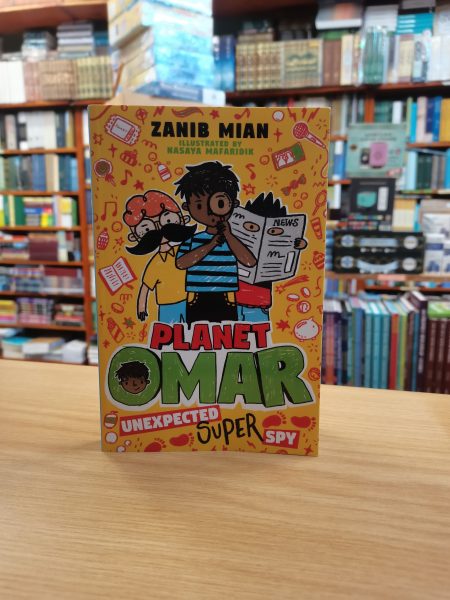 ZANIB MIAN
ILLUSTRATED BY
NASAYA MAFARIDIK
NEWS
PLANET
OMAR
UNEXPECTED
SUPER
SPY